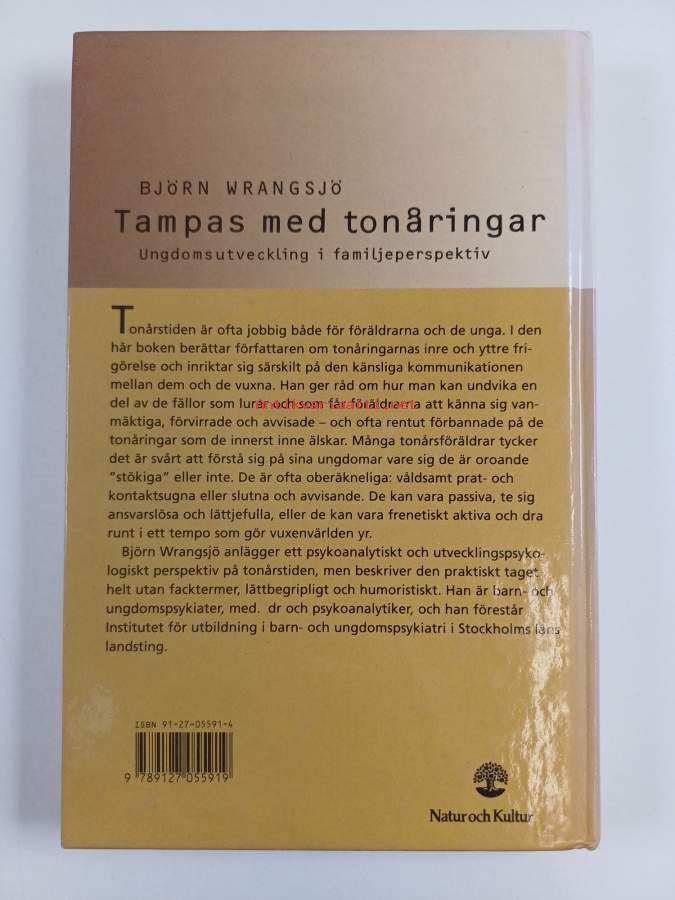 BJÖRN WRANGSJÖ
Tampas med tonåringar
Ungdomsutveckling i familjeperspektiv
Tonårstiden är ofta jobbig både för föräldrarna och de unga. I den
här boken berättar författaren om tonåringarnas inre och yttre fri-
görelse och inriktar sig särskilt på den känsliga kommunikationen
mellan dem och de vuxna. Han ger råd om hur man kan undvika en
del av de fällor som lurar och som får föräldrarna att känna sig van-
mäktiga, förvirrade och avvisade – och ofta rentut förbannade på de
tonåringar som de innerst inne älskar. Många tonårsföräldrar tycker
det är svårt att förstå sig på sina ungdomar vare sig de är oroande
”stökiga” eller inte. De är ofta oberäkneliga: våldsamt prat- och
kontaktsugna eller slutna och avvisande. De kan vara passiva, te sig
ansvarslösa och lättjefulla, eller de kan vara frenetiskt aktiva och dra
runt i ett tempo som gör vuxenvärlden yr.
Björn Wrangsjö anlägger ett psykoanalytiskt och utvecklingspsyko-
logiskt perspektiv på tonårstiden, men beskriver den praktiskt taget
helt utan facktermer, lättbegripligt och humoristiskt. Han är barn- och
ungdomspsykiater, med. dr och psykoanalytiker, och han förestår
Institutet för utbildning i barn- och ungdomspsykiatri i Stockholms läns
landsting.
ISBN 91-27-05591-4
9 789127 055919
Natur och Kultur